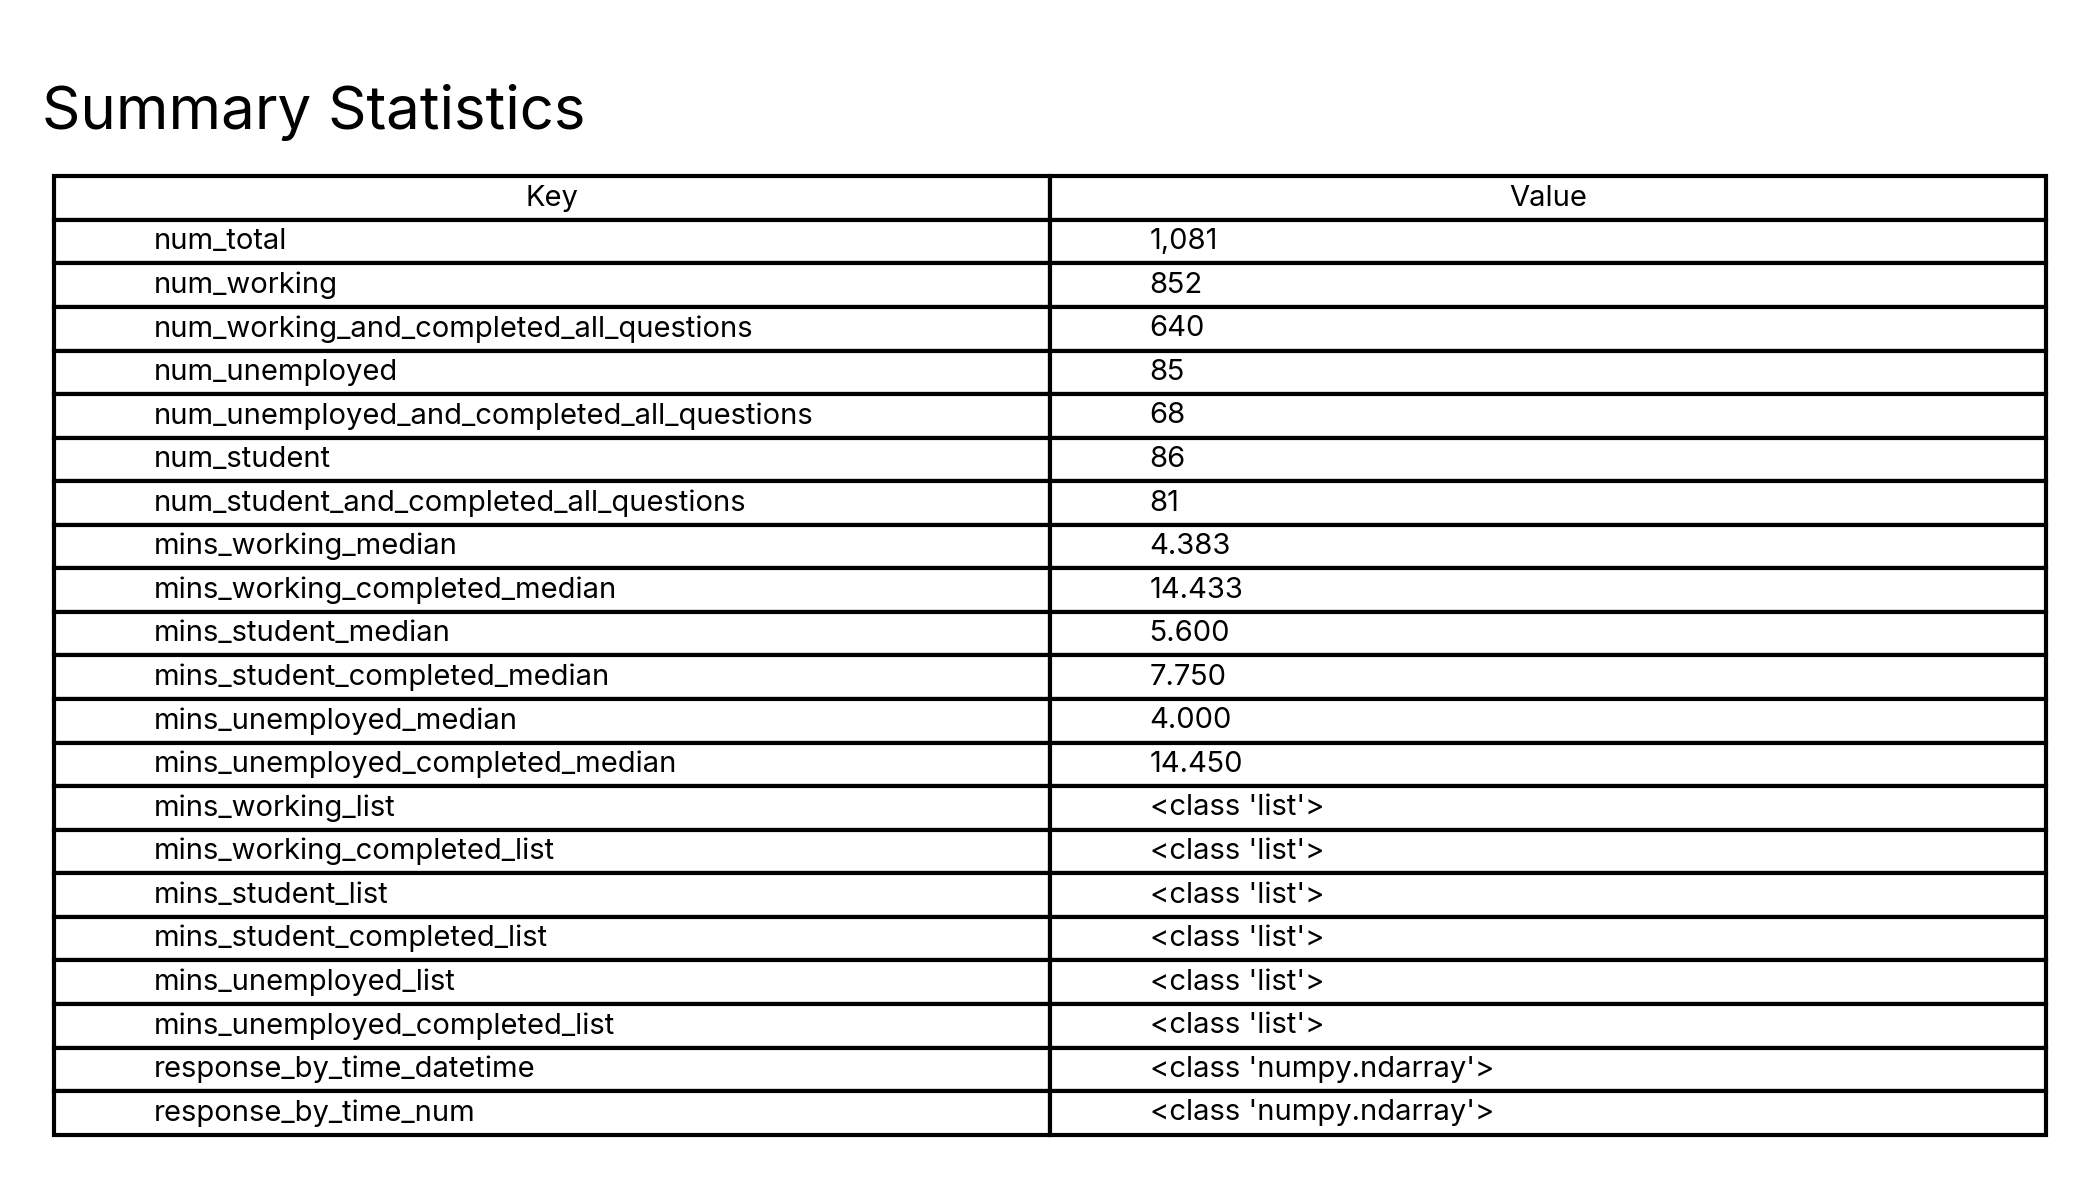 Summary Statistics
Key Value
num_total 1,081
num_working 852
num_working_and_completed_all_questions 640
num_unemployed 85
num_unemployed_and_completed_all_questions 68
num_student 86
num_student_and_completed_all_questions 81
mins_working_median 4.383
mins_working_completed_median 14.433
mins_student_median 5.600
mins_student_completed_median 7.750
mins_unemployed_median 4.000
mins_unemployed_completed_median 14.450
mins_working_list <class 'list'>
mins_working_completed_list <class 'list'>
mins_student_list <class 'list'>
mins_student_completed_list <class 'list'>
mins_unemployed_list <class 'list'>
mins_unemployed_completed_list <class 'list'>
response_by_time_datetime <class 'numpy.ndarray'>
response_by_time_num <class 'numpy.ndarray'>